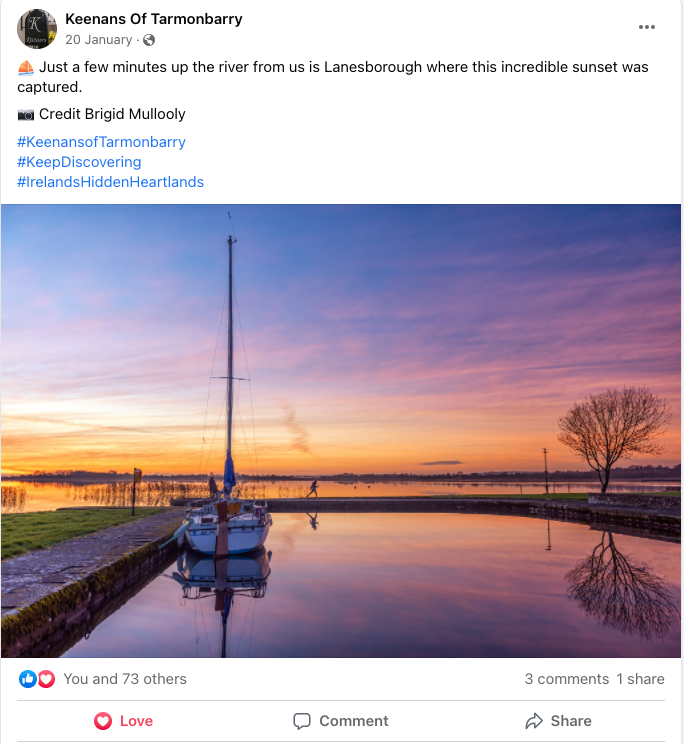 Keenans Of Tarmonbarry
20 January ·
⛵ Just a few minutes up the river from us is Lanesborough where this incredible sunset was
captured.
📷 Credit Brigid Mullooly
#KeenansofTarmonbarry
#KeepDiscovering
#IrelandsHiddenHeartlands
You and 73 others
3 comments 1 share
Love
Comment
Share